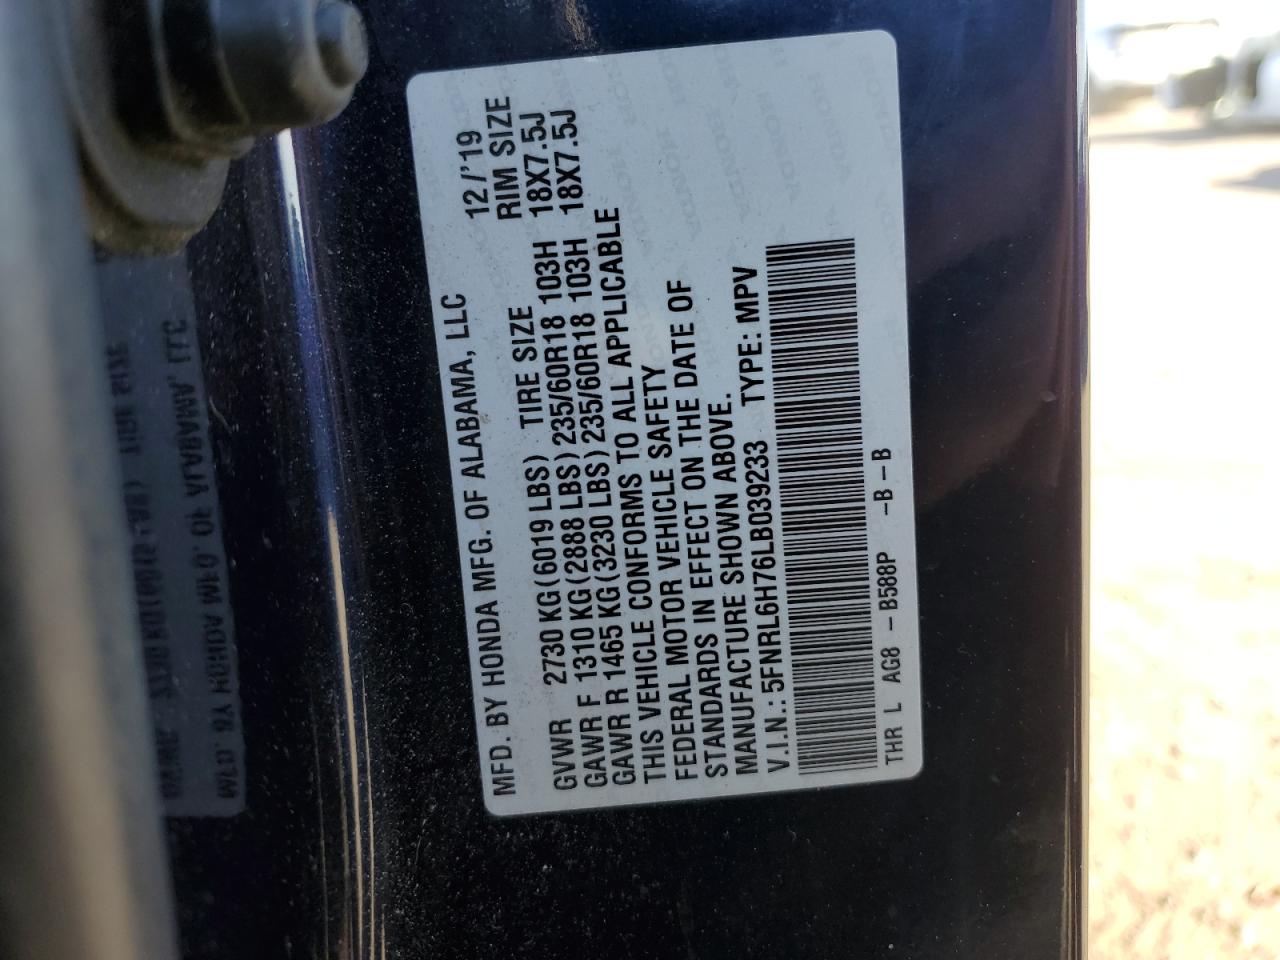 MFD. BY HONDA MFG. OF ALABAMA, LLC 12/'19
TIRE SIZE RIM SIZE
GVWR 2730 KG(6019 LBS)
GAWR F 1310 KG(2888 LBS)235/60R18 103H 18X7.5J
GAWR R 1465 KG(3230 LBS)235/60R18 103H 18X7.5J
THIS VEHICLE CONFORMS TO ALL APPLICABLE
FEDERAL MOTOR VEHICLE SAFETY
STANDARDS IN EFFECT ON THE DATE OF
MANUFACTURE SHOWN ABOVE.
V.I.N.: 5FNRL6H76LB039233 TYPE: MPV
THR L AG8 -B588P -B-B